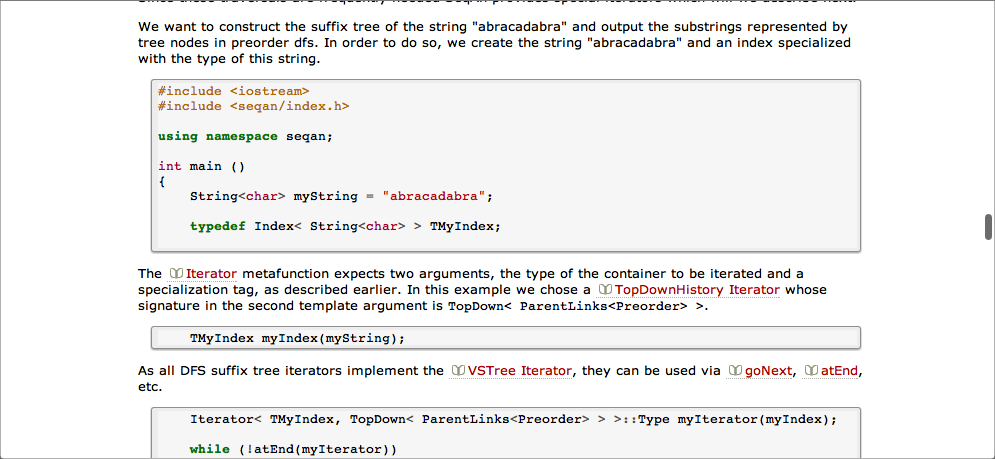 We want to construct the suffix tree of the string "abracadabra" and output the substrings represented by
tree nodes in preorder dfs. In order to do so, we create the string "abracadabra" and an index specialized
with the type of this string.
#include <iostream>
#include <seqan/index.h>
using namespace seqan;
int main ()
{
String<char> myString = "abracadabra";
typedef Index< String<char> > TMyIndex;
The Iterator metafunction expects two arguments, the type of the container to be iterated and a
specialization tag, as described earlier. In this example we chose a TopDownHistory Iterator whose
signature in the second template argument is TopDown< ParentLinks<Preorder> >.
TMyIndex myIndex(myString);
As all DFS suffix tree iterators implement the VSTree Iterator, they can be used via goNext, atEnd,
etc.
Iterator< TMyIndex, TopDown< ParentLinks<Preorder> > >::Type myIterator(myIndex);
while (!atEnd(myIterator))